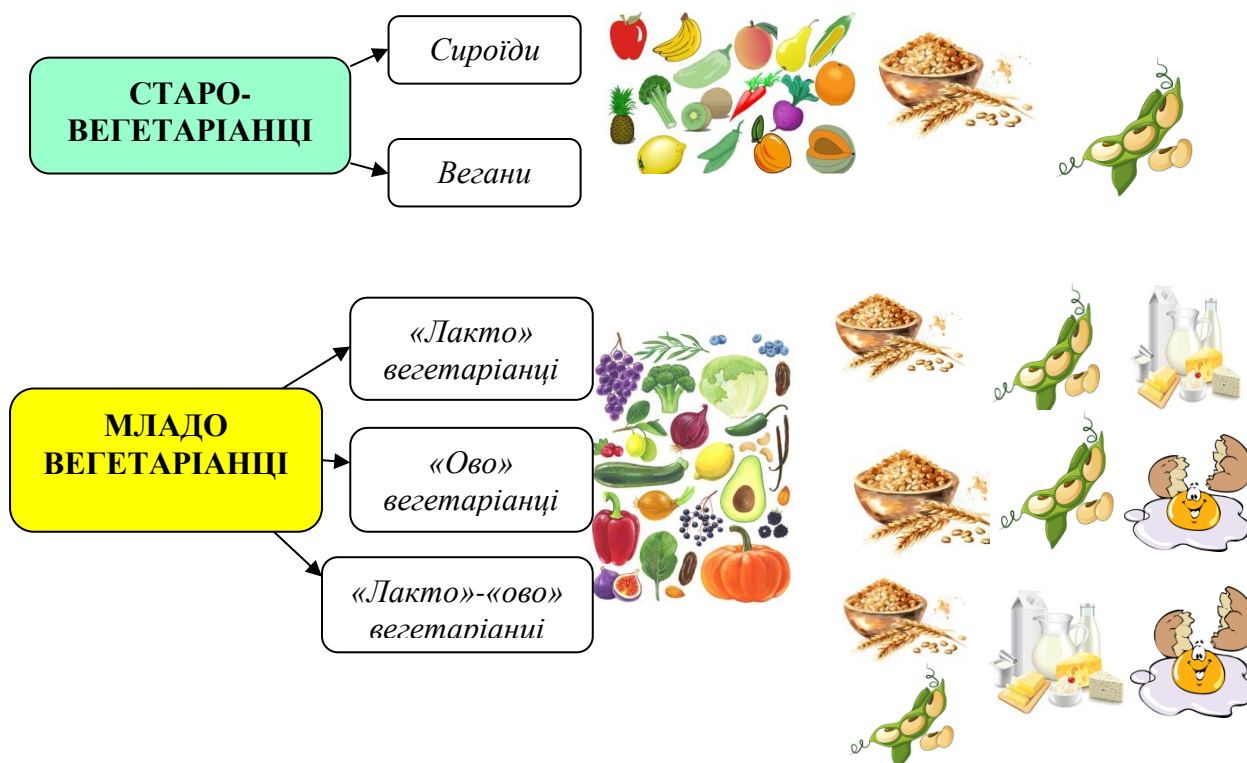 СТАРО-
ВЕГЕТАРІАНЦІ
Сироїди
Вегани
МЛАДО
ВЕГЕТАРІАНЦІ
«Лакто»
вегетаріанці
«Ово»
вегетаріанці
«Лакто»-«ово»
вегетаріанці